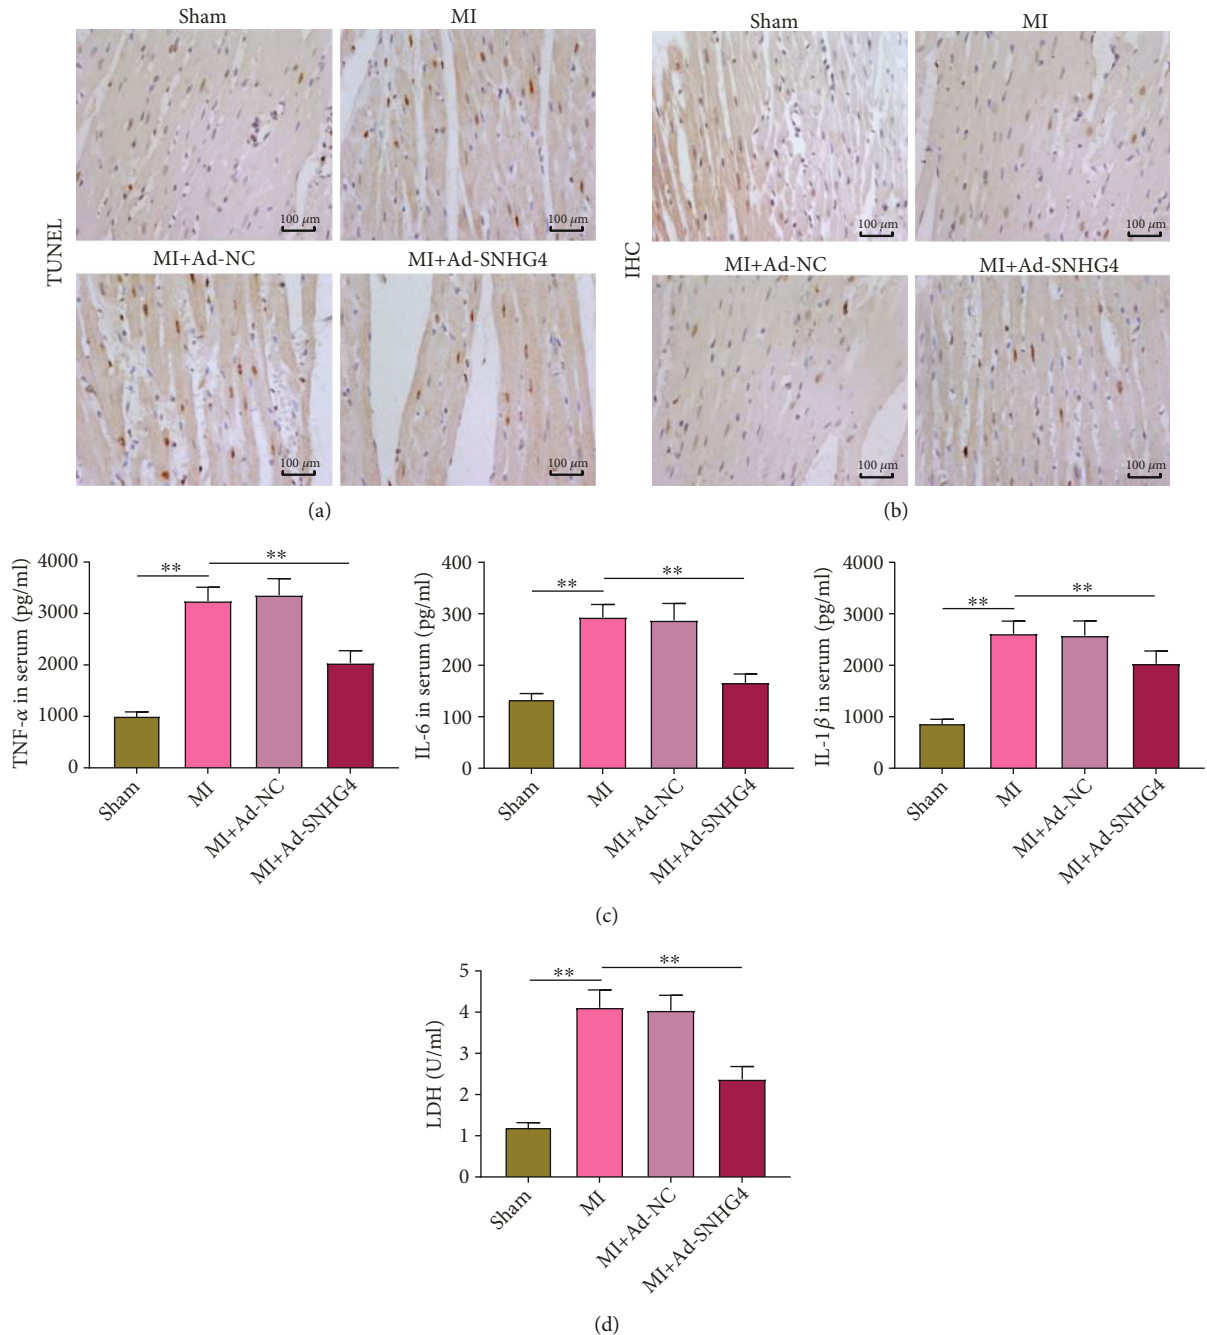 Sham
MI
Sham
MI
100 μm
100 μm
100 μm
100 μm
TUNEL
IHC
MI+Ad-NC
MI+Ad-SNHG4
MI+Ad-NC
MI+Ad-SNHG4
100 μm
100 μm
100 μm
100 μm
(a)
(b)
TNF-α in serum (pg/ml)
4000
3000
2000
1000
0
**
**
Sham
MI
MI+Ad-NC
MI+Ad-SNHG4
IL-6 in serum (pg/ml)
400
300
200
100
0
**
**
Sham
MI
MI+Ad-NC
MI+Ad-SNHG4
IL-1β in serum (pg/ml)
4000
3000
2000
1000
0
**
**
Sham
MI
MI+Ad-NC
MI+Ad-SNHG4
(c)
LDH (U/ml)
5
4
3
2
1
0
**
**
Sham
MI
MI+Ad-NC
MI+Ad-SNHG4
(d)